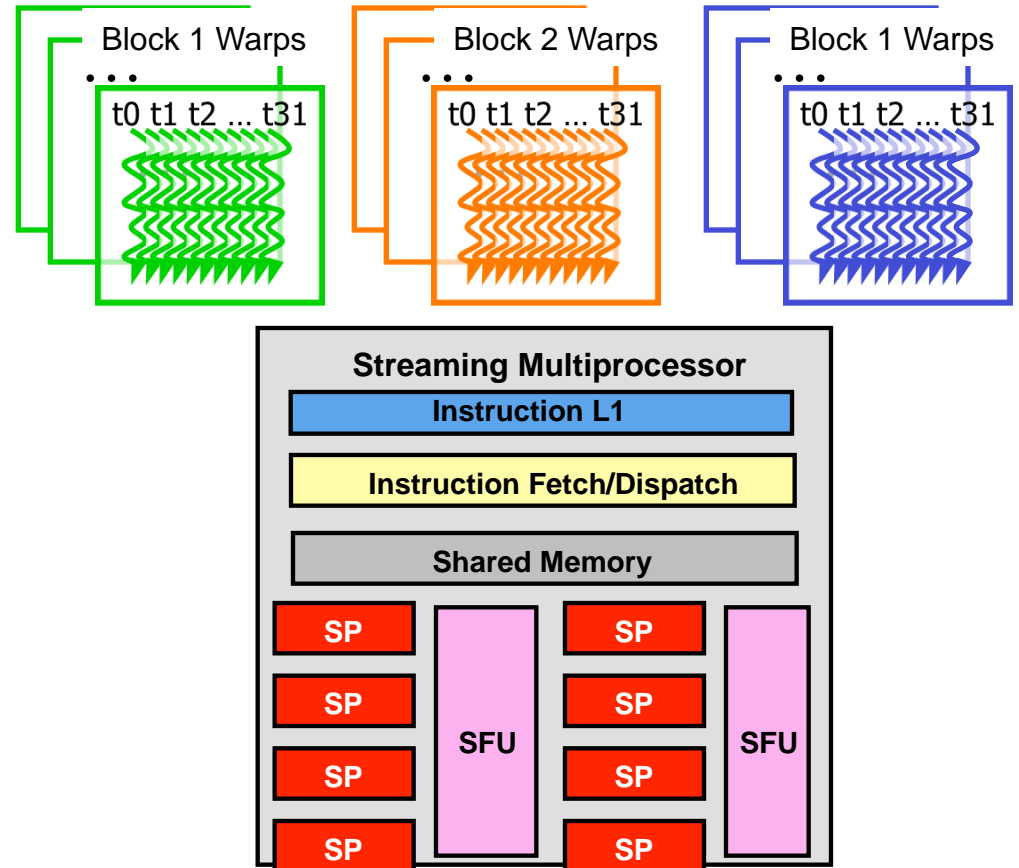 Block 1 Warps
...
t0 t1 t2 ... t31
Block 2 Warps
...
t0 t1 t2 ... t31
Block 1 Warps
...
t0 t1 t2 ... t31
Streaming Multiprocessor
Instruction L1
Instruction Fetch/Dispatch
Shared Memory
SP
SP
SP
SP
SFU
SP
SP
SP
SP
SFU